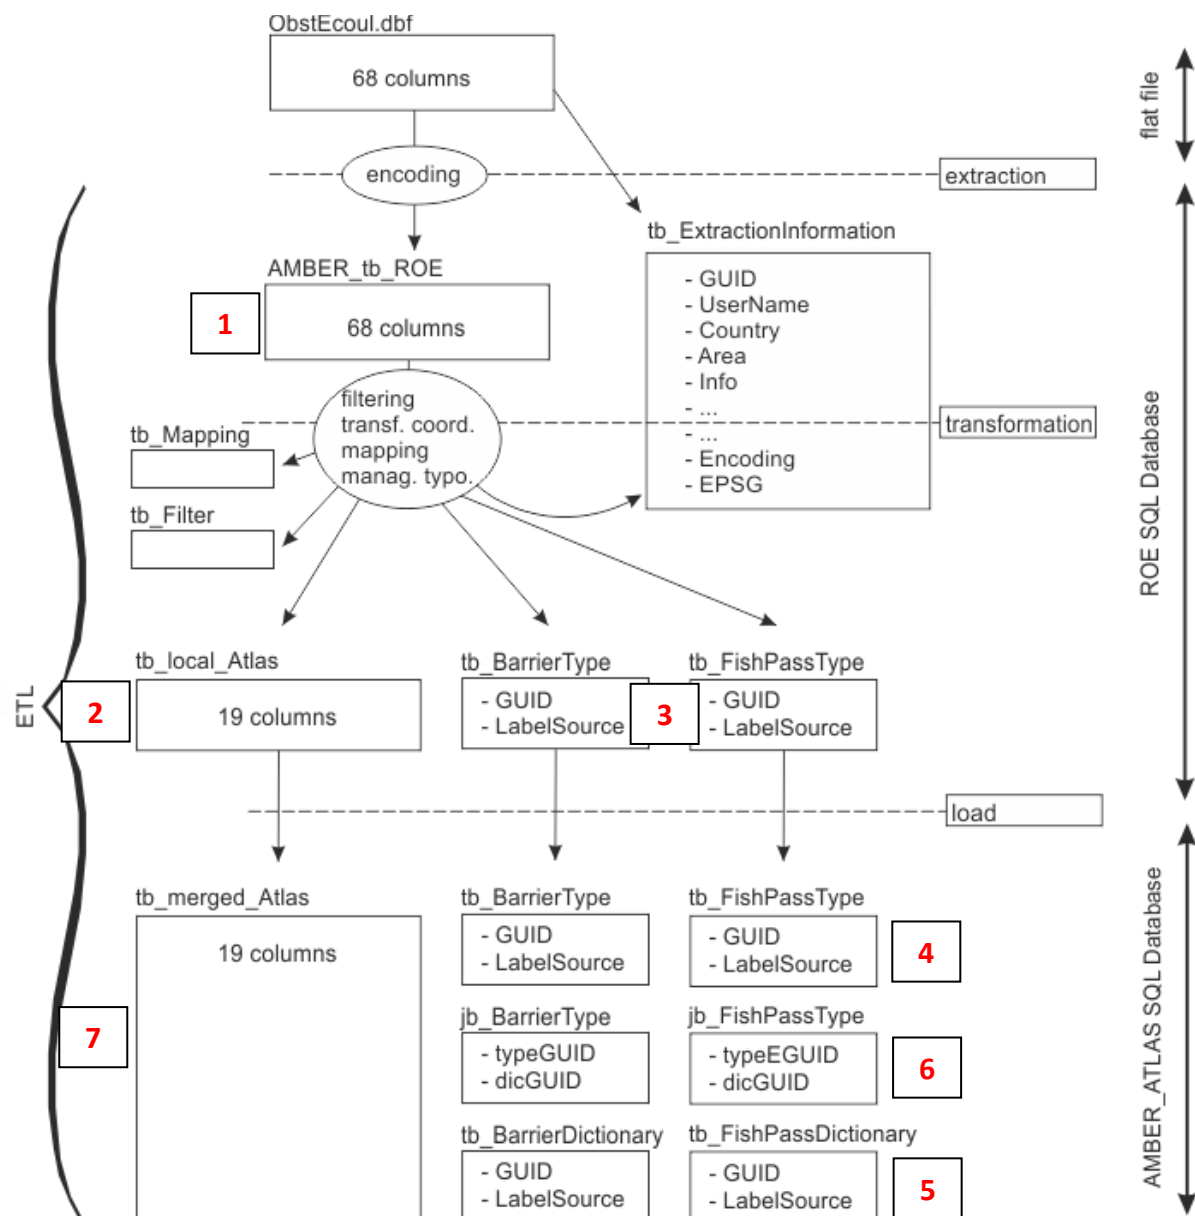 ObstEcoul.dbf
68 columns
flat file
encoding
extraction
tb_ExtractionInformation
- GUID
- UserName
- Country
- Area
- Info
- ...
- ...
- Encoding
- EPSG
AMBER_tb_ROE
1
68 columns
filtering
transf. coord.
mapping
manag. typo.
transformation
tb_Mapping
tb_Filter
ROE SQL Database
ETL
tb_local_Atlas
2
19 columns
tb_BarrierType
- GUID
- LabelSource
3
tb_FishPassType
- GUID
- LabelSource
load
tb_merged_Atlas
19 columns
7
tb_BarrierType
- GUID
- LabelSource
tb_FishPassType
- GUID
- LabelSource
4
jb_BarrierType
- typeGUID
- dicGUID
jb_FishPassType
- typeEGUID
- dicGUID
6
tb_BarrierDictionary
- GUID
- LabelSource
tb_FishPassDictionary
- GUID
- LabelSource
5
AMBER_ATLAS SQL Database